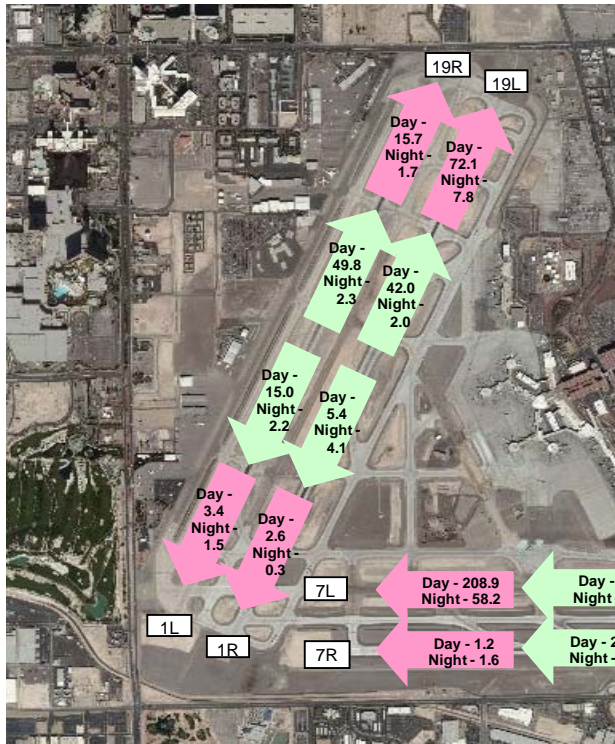 19R
19L
Day -
15.7
Night -
1.7
Day -
72.1
Night -
7.8
Day -
49.8
Night -
2.3
Day -
42.0
Night -
2.0
Day -
15.0
Night -
2.2
Day -
5.4
Night -
4.1
Day -
3.4
Night -
1.5
Day -
2.6
Night -
0.3
7L
Day - 208.9
Night - 58.2
Day -
Night
1L
1R
7R
Day - 1.2
Night - 1.6
Day - 2
Night -